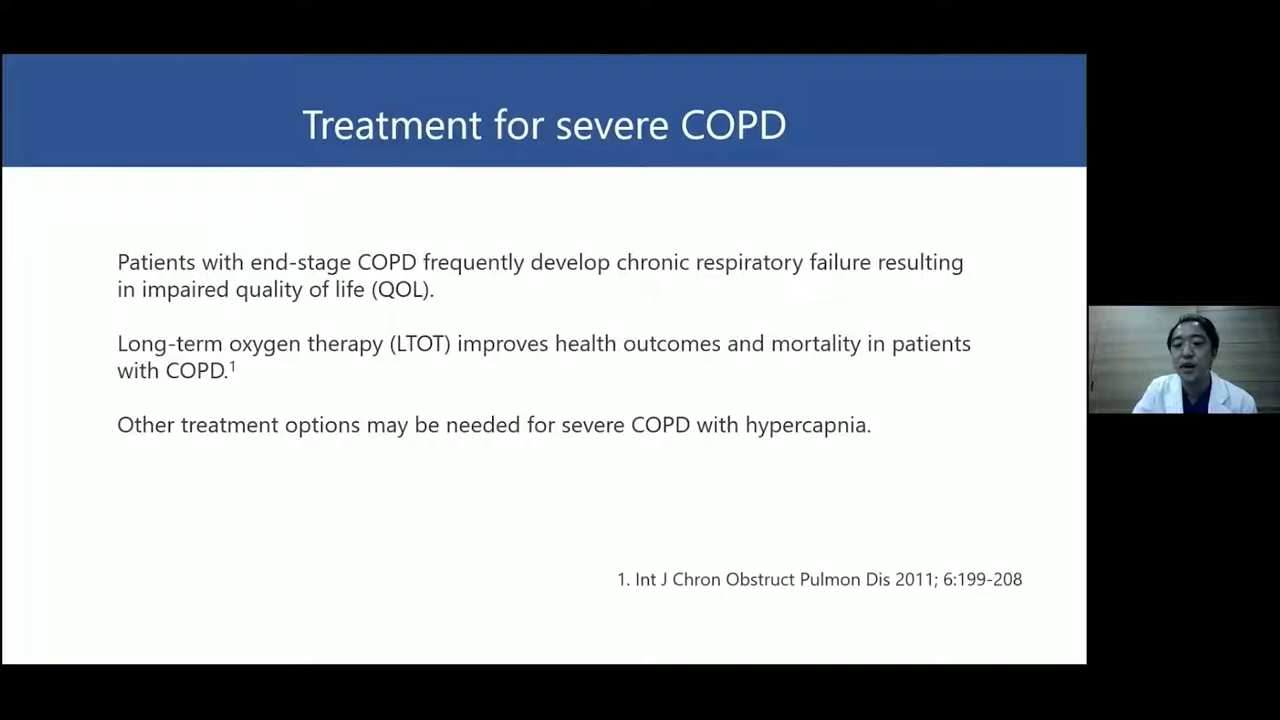 Treatment for severe COPD
Patients with end-stage COPD frequently develop chronic respiratory failure resulting
in impaired quality of life (QOL).
Long-term oxygen therapy (LTOT) improves health outcomes and mortality in patients
with COPD.¹
Other treatment options may be needed for severe COPD with hypercapnia.
1. Int J Chron Obstruct Pulmon Dis 2011; 6:199-208